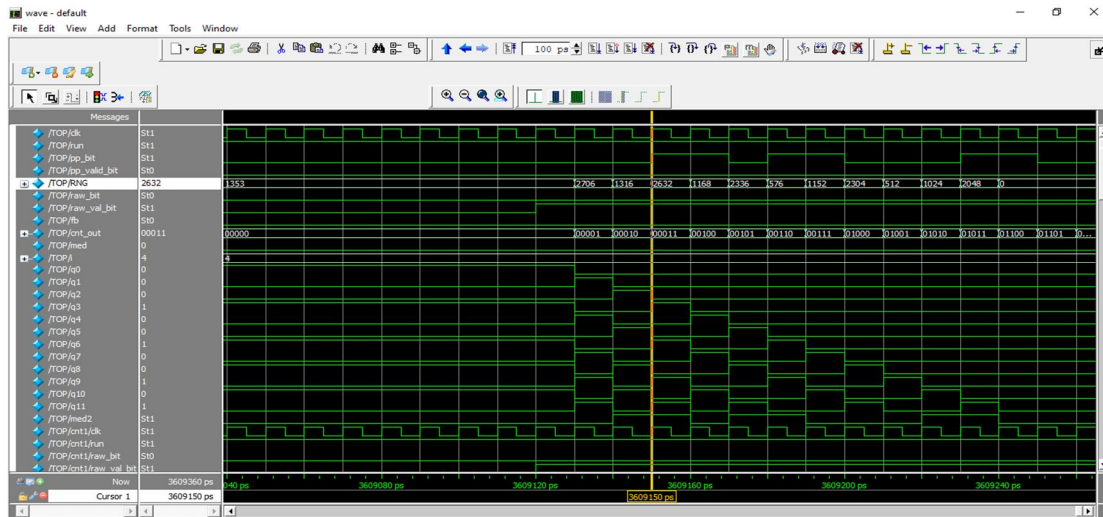 wave - default
File Edit View Add Format Tools Window
100 ps
Messages
/TOP/clk St1
/TOP/run St1
/TOP/pp_bit St1
/TOP/pp_valid_bit St0
/TOP/RNG 2632 1353 2706 1316 2632 1168 2336 576 1152 2304 512 1024 2048 0
/TOP/raw_bit St0
/TOP/raw_val_bit St1
/TOP/fb St0
/TOP/cnt_out 00011 00000 00001 00010 00011 00100 00101 00110 00111 01000 01001 01010 01011 01100 01101 0...
/TOP/med 0
/TOP/i 4 4
/TOP/q0 0
/TOP/q1 0
/TOP/q2 0
/TOP/q3 1
/TOP/q4 0
/TOP/q5 0
/TOP/q6 1
/TOP/q7 0
/TOP/q8 0
/TOP/q9 1
/TOP/q10 0
/TOP/q11 1
/TOP/med2 St1
/TOP/cnt1/clk St1
/TOP/cnt1/run St1
/TOP/cnt1/raw_bit St0
/TOP/cnt1/raw_val_bit St1
Now 3609360 ps 040 ps 3609080 ps 3609120 ps 3609160 ps 3609200 ps 3609240 ps
Cursor 1 3609150 ps 3609150 ps